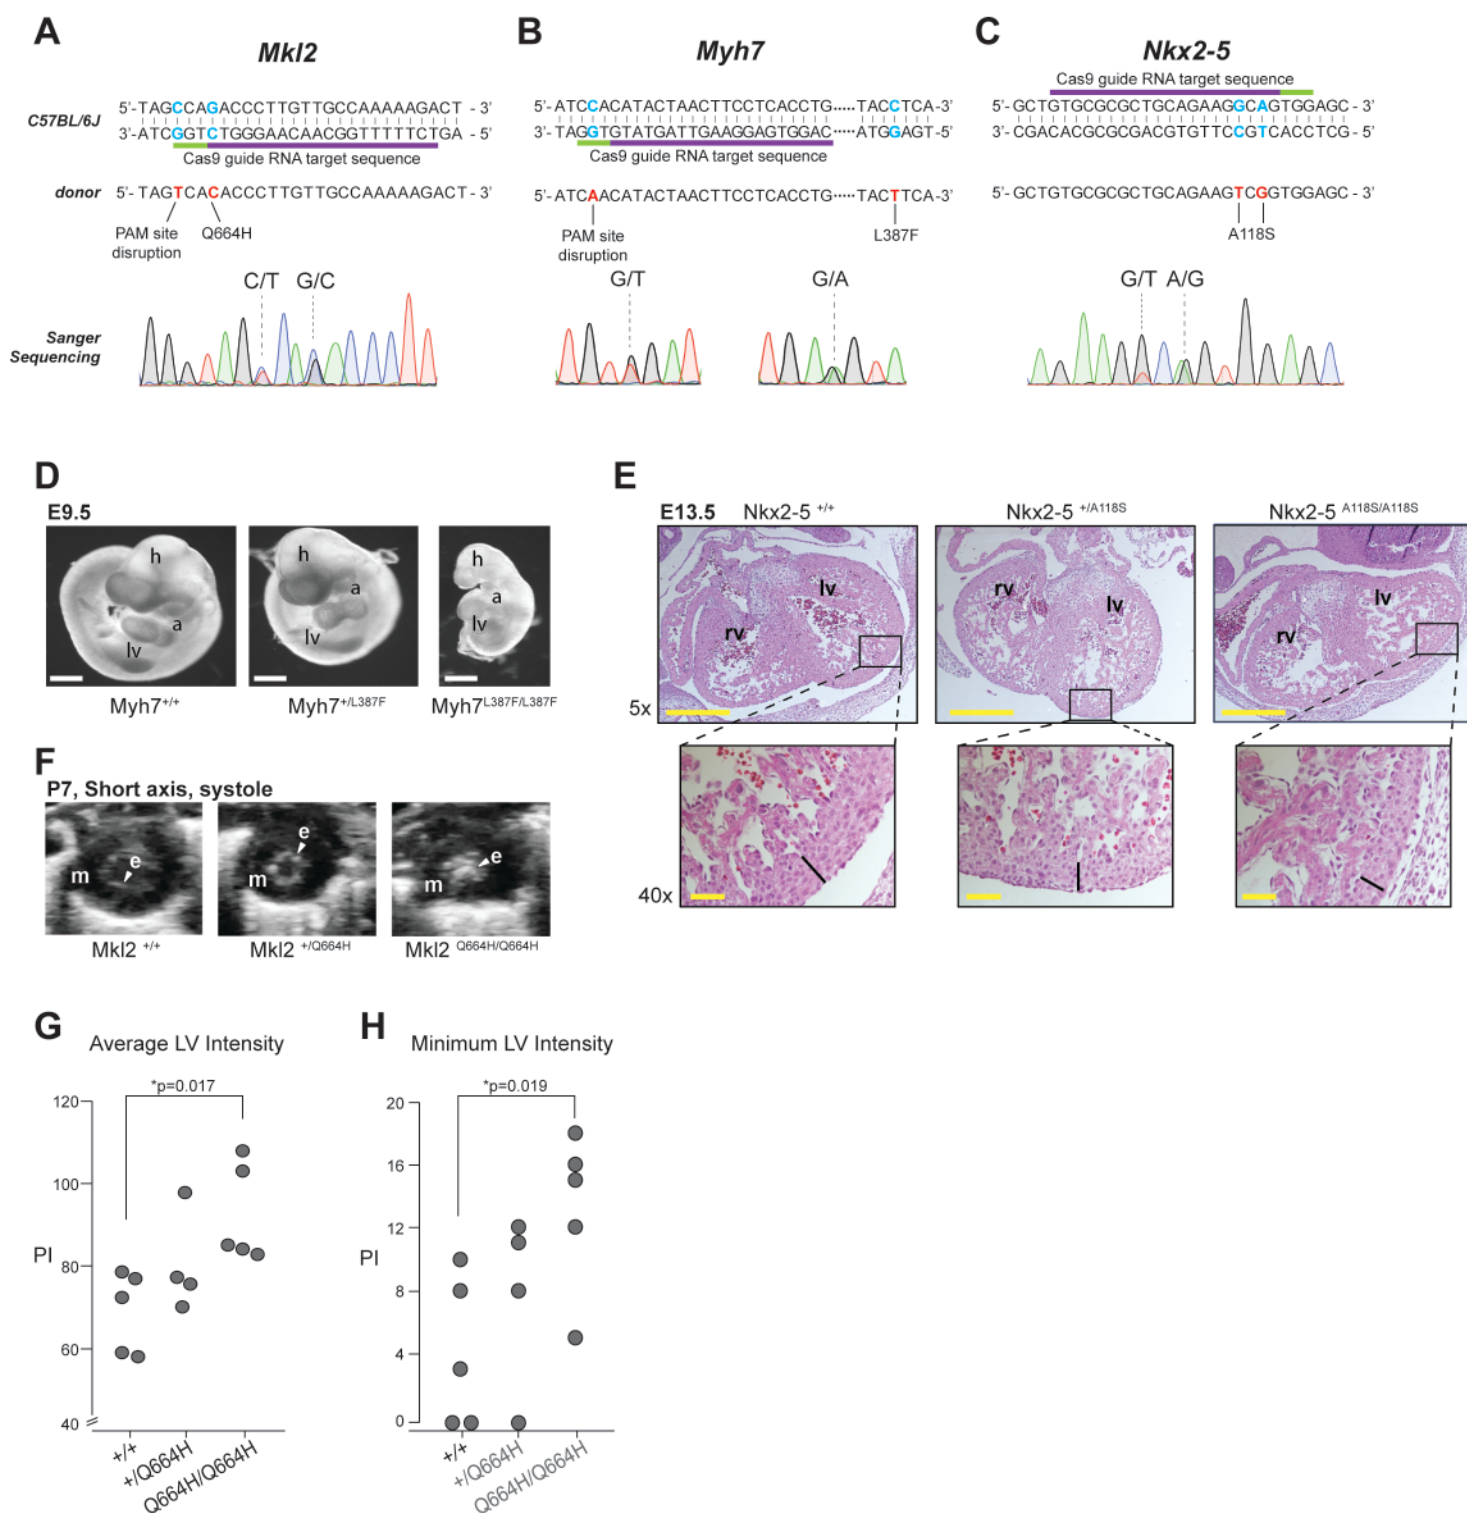 A
Mkl2
C57BL/6J
5'-TAGCCAGACCCTTGTTGCCAAAAAGACT - 3'
3'-ATCGGTCTGGGAACAACGGTTTTTCTGA - 5'
Cas9 guide RNA target sequence
donor
5'-TAGTCACACCCTTGTTGCCAAAAAGACT - 3'
PAM site
disruption
Q664H
C/T G/C
Sanger
Sequencing
B
Myh7
5'-ATCCACATACTAACTTCCTCACCTG·····TACCTCA-3'
3'-TAGGTGTATGATTGAAGGAGTGGAC·····ATGGAGT-5'
Cas9 guide RNA target sequence
5'-ATCAACATACTAACTTCCTCACCTG·····TACTTCA-3'
PAM site
disruption
L387F
G/T
G/A
C
Nkx2-5
Cas9 guide RNA target sequence
5'-GCTGTGCGCGCTGCAGAAGGCAGTGGAGC-3'
3'-CGACACGCGCGACGTGTTCCGTCACCTCG-5'
5'-GCTGTGCGCGCTGCAGAAGTCGGTGGAGC-3'
A118S
G/T A/G
D
E9.5
h
a
lv
h
a
lv
h
a
lv
Myh7+/+
Myh7+/L387F
Myh7L387F/L387F
E
E13.5
Nkx2-5 +/+
Nkx2-5 +/A118S
Nkx2-5 A118S/A118S
lv
rv
rv
lv
lv
rv
5x
40x
F
P7, Short axis, systole
e
m
e
m
e
m
Mkl2 +/+
Mkl2 +/Q664H
Mkl2 Q664H/Q664H
G
Average LV Intensity
*p=0.017
120
100
PI
80
60
40
+/+
+/Q664H
Q664H/Q664H
H
Minimum LV Intensity
*p=0.019
20
16
12
PI
8
4
0
+/+
+/Q664H
Q664H/Q664H